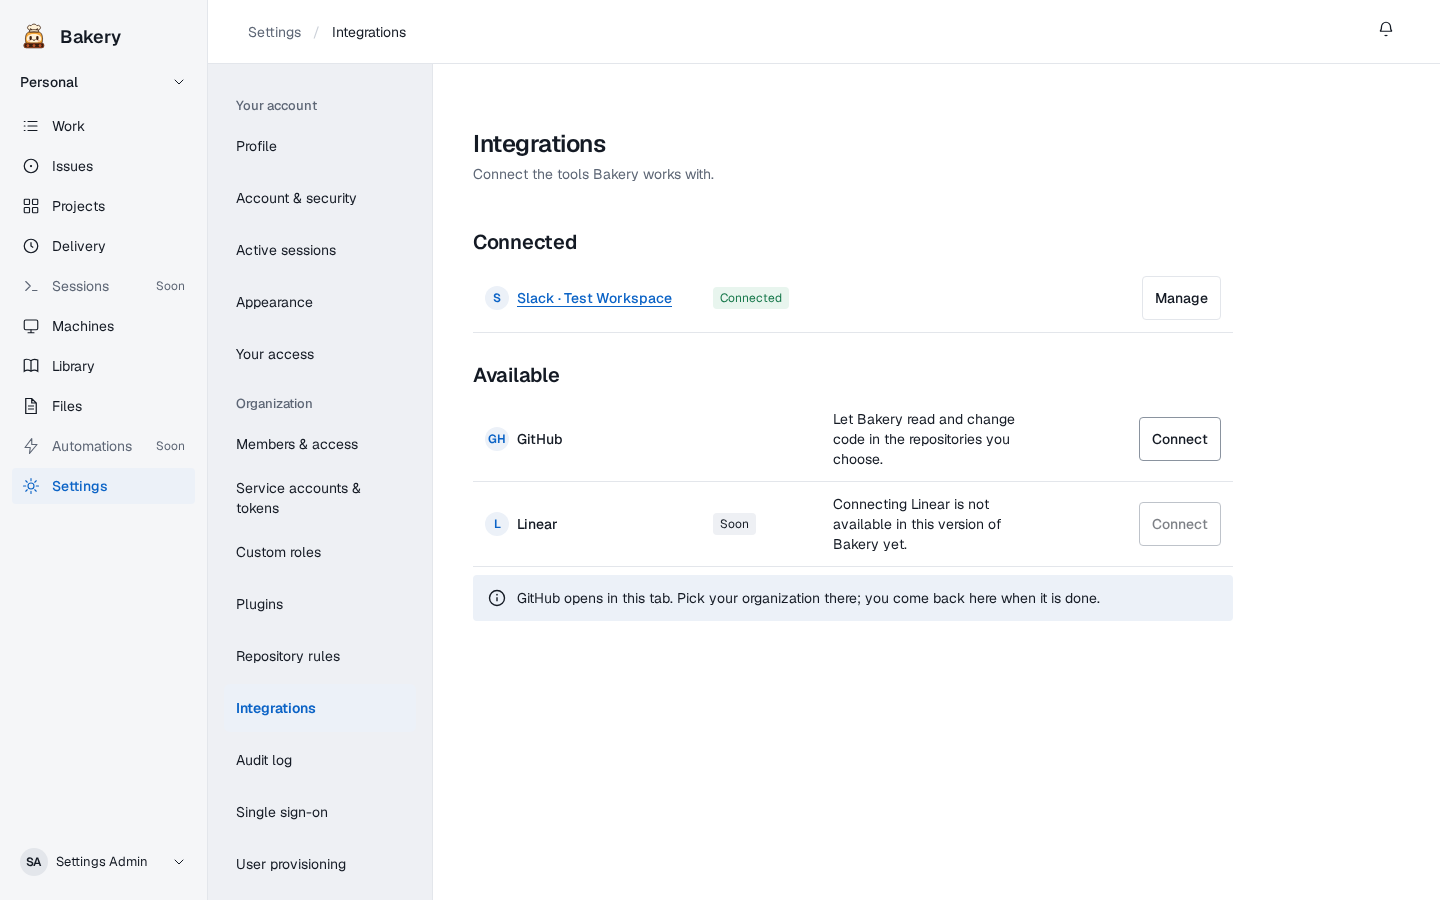 Bakery
Personal
Work
Issues
Projects
Delivery
Sessions Soon
Machines
Library
Files
Automations Soon
Settings
SA Settings Admin
Settings / Integrations
Your account
Profile
Account & security
Active sessions
Appearance
Your access
Organization
Members & access
Service accounts &
tokens
Custom roles
Plugins
Repository rules
Integrations
Audit log
Single sign-on
User provisioning
Integrations
Connect the tools Bakery works with.
Connected
S Slack · Test Workspace Connected Manage
Available
GH GitHub
Let Bakery read and change
code in the repositories you
choose.
Connect
L Linear Soon
Connecting Linear is not
available in this version of
Bakery yet.
Connect
GitHub opens in this tab. Pick your organization there; you come back here when it is done.